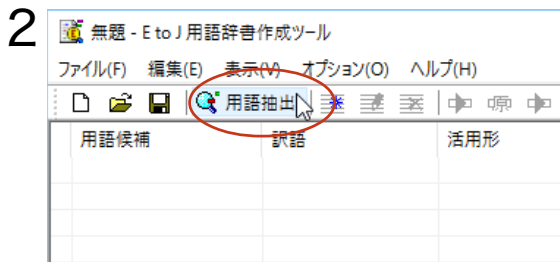 2
無題 - E to J 用語辞書作成ツール
ファイル(F) 編集(E) 表示(V) オプション(O) ヘルプ(H)
用語抽出 原
用語候補 訳語 活用形